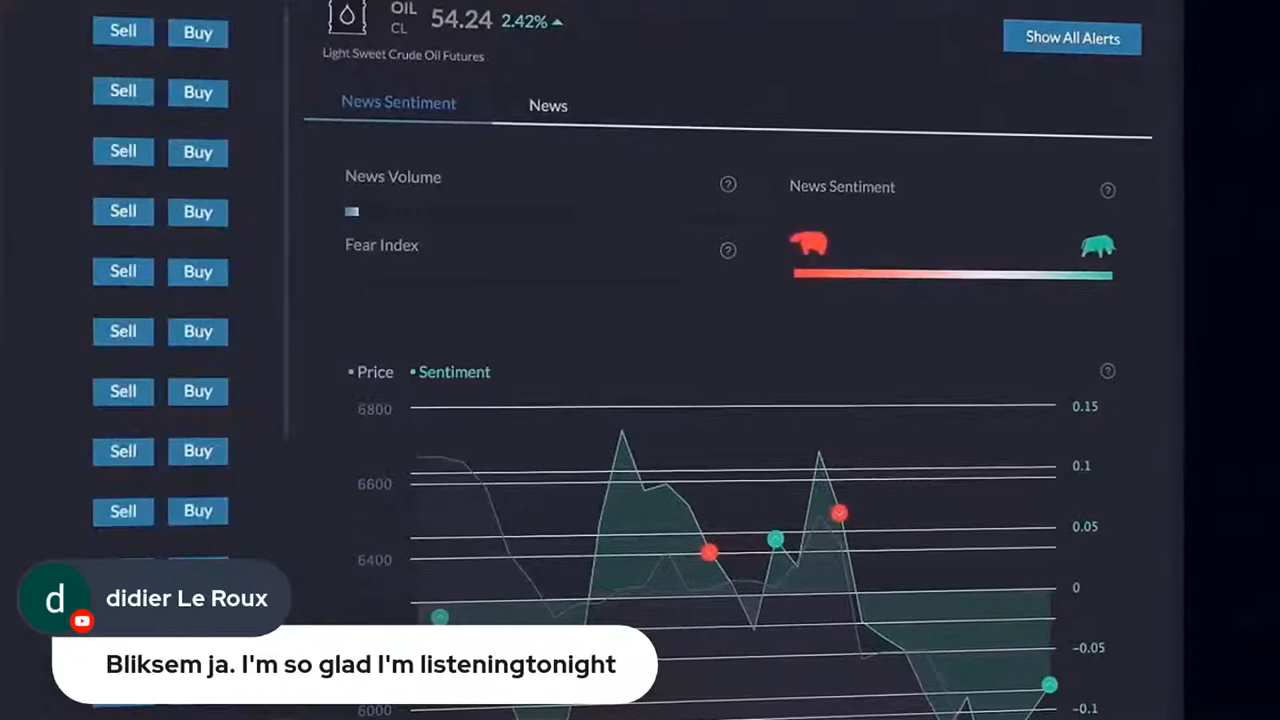 OIL
CL
54.24 2.42%
Light Sweet Crude Oil Futures
Show All Alerts
News Sentiment
News
News Volume
?
News Sentiment
?
Fear Index
?
Price
Sentiment
?
6800
0.15
0.1
6600
0.05
6400
0
-0.05
6000
-0.1
Sell Buy
Sell Buy
Sell Buy
Sell Buy
Sell Buy
Sell Buy
Sell Buy
Sell Buy
Sell Buy
d
didier Le Roux
Bliksem ja. I'm so glad I'm listeningtonight